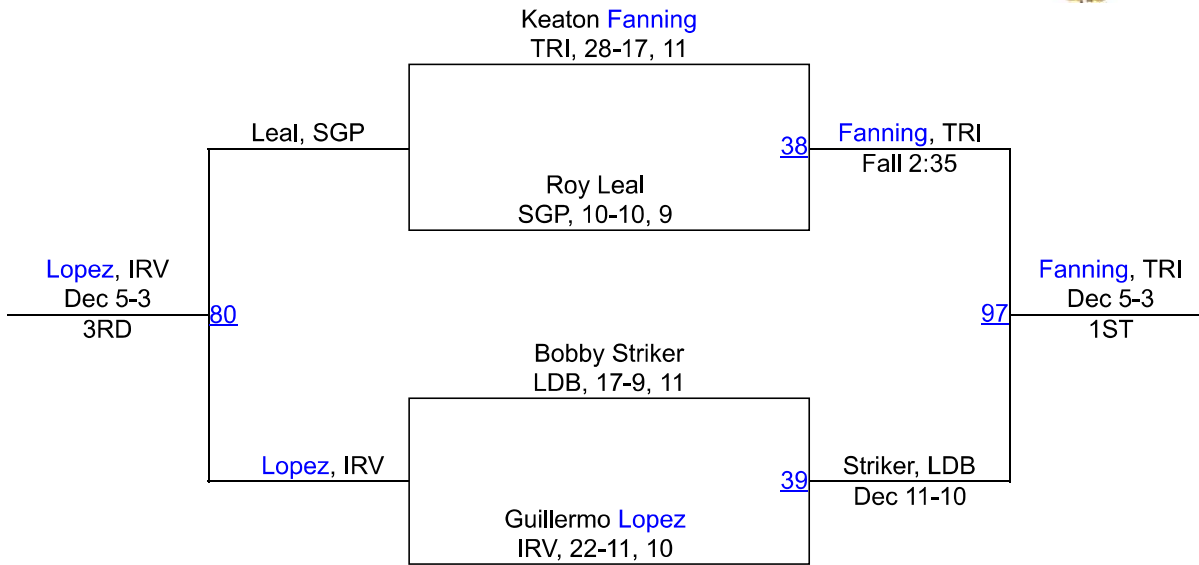 Keaton Fanning
TRI, 28-17, 11
Leal, SGP
38
Fanning, TRI
Fall 2:35
Roy Leal
SGP, 10-10, 9
Lopez, IRV
Dec 5-3
3RD
80
97
Fanning, TRI
Dec 5-3
1ST
Bobby Striker
LDB, 17-9, 11
Lopez, IRV
39
Striker, LDB
Dec 11-10
Guillermo Lopez
IRV, 22-11, 10